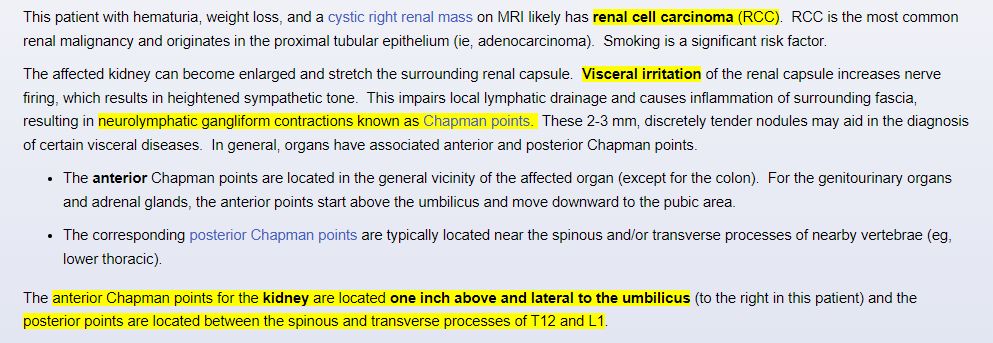 This patient with hematuria, weight loss, and a cystic right renal mass on MRI likely has renal cell carcinoma (RCC).  RCC is the most common
renal malignancy and originates in the proximal tubular epithelium (ie, adenocarcinoma).  Smoking is a significant risk factor.
The affected kidney can become enlarged and stretch the surrounding renal capsule.  Visceral irritation of the renal capsule increases nerve
firing, which results in heightened sympathetic tone.  This impairs local lymphatic drainage and causes inflammation of surrounding fascia,
resulting in neurolymphatic gangliform contractions known as Chapman points.  These 2-3 mm, discretely tender nodules may aid in the diagnosis
of certain visceral diseases.  In general, organs have associated anterior and posterior Chapman points.
• The anterior Chapman points are located in the general vicinity of the affected organ (except for the colon).  For the genitourinary organs
and adrenal glands, the anterior points start above the umbilicus and move downward to the pubic area.
• The corresponding posterior Chapman points are typically located near the spinous and/or transverse processes of nearby vertebrae (eg,
lower thoracic).
The anterior Chapman points for the kidney are located one inch above and lateral to the umbilicus (to the right in this patient) and the
posterior points are located between the spinous and transverse processes of T12 and L1.